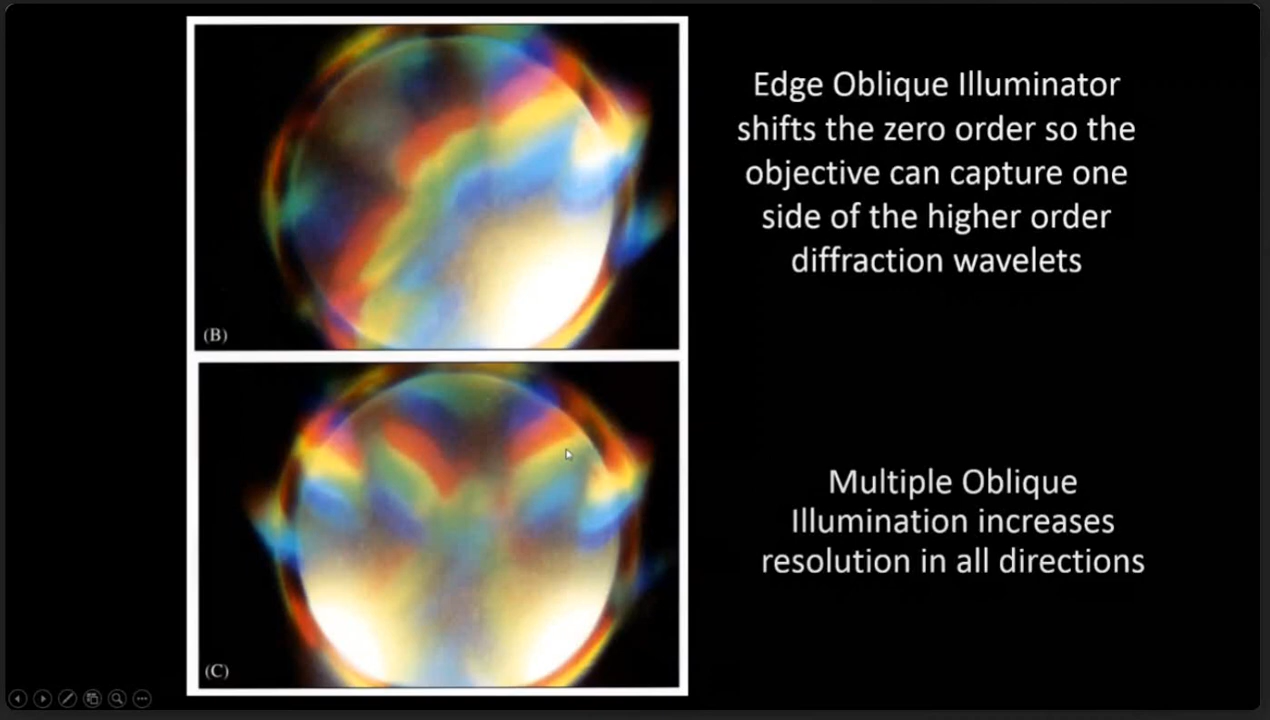 Edge Oblique Illuminator
shifts the zero order so the
objective can capture one
side of the higher order
diffraction wavelets
(B)
Multiple Oblique
Illumination increases
resolution in all directions
(C)